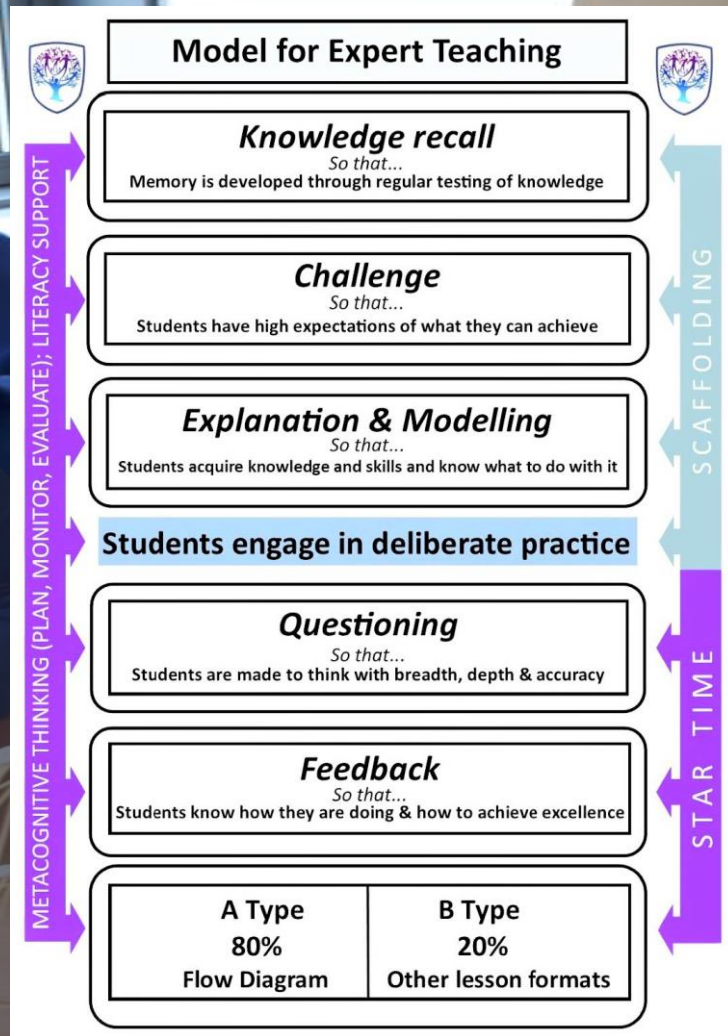 Model for Expert Teaching
Knowledge recall
So that...
Memory is developed through regular testing of knowledge
Challenge
So that...
Students have high expectations of what they can achieve
Explanation & Modelling
So that...
Students acquire knowledge and skills and know what to do with it
Students engage in deliberate practice
Questioning
So that...
Students are made to think with breadth, depth & accuracy
Feedback
So that...
Students know how they are doing & how to achieve excellence
A Type
80%
Flow Diagram
B Type
20%
Other lesson formats
METACOGNITIVE THINKING (PLAN, MONITOR, EVALUATE); LITERACY SUPPORT
SCAFFOLDING
STAR TIME